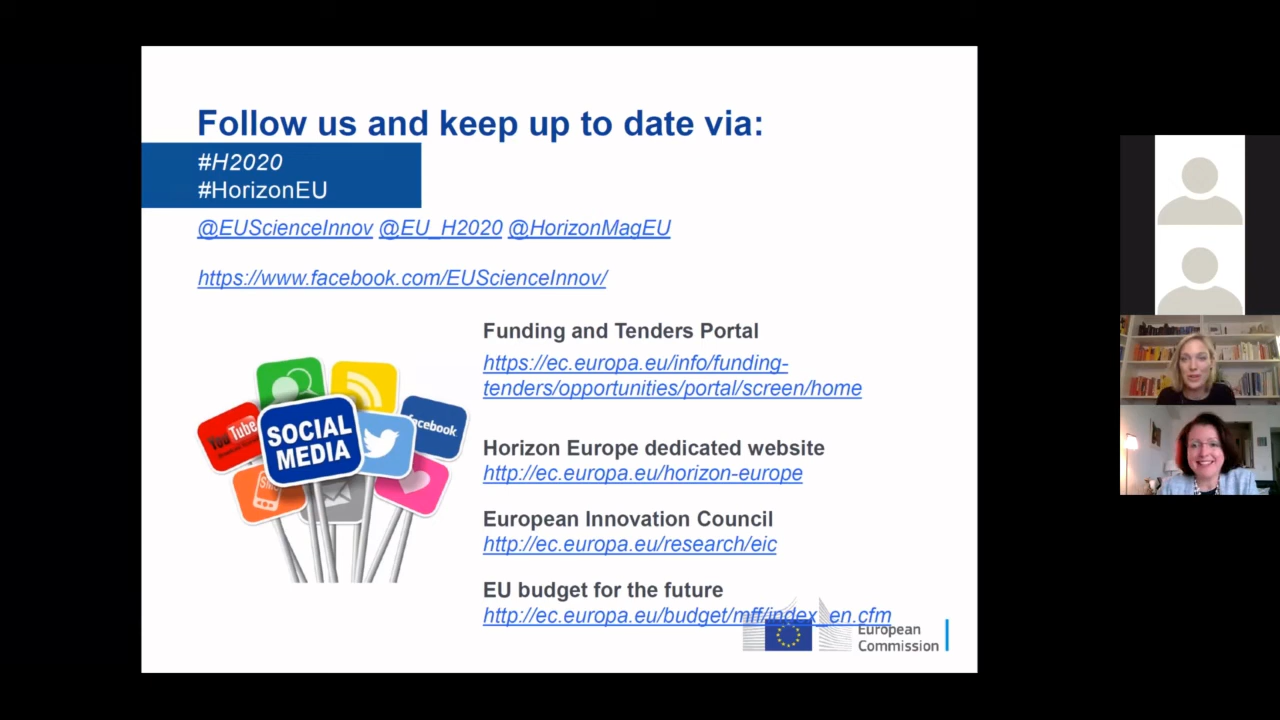 Follow us and keep up to date via:
#H2020
#HorizonEU
@EUScienceInnov @EU_H2020 @HorizonMagEU
https://www.facebook.com/EUScienceInnov/
Funding and Tenders Portal
https://ec.europa.eu/info/funding-
tenders/opportunities/portal/screen/home
Horizon Europe dedicated website
http://ec.europa.eu/horizon-europe
European Innovation Council
http://ec.europa.eu/research/eic
EU budget for the future
http://ec.europa.eu/budget/mff/index_en.cfm
YouTube
SOCIAL
MEDIA
facebook
European
Commission